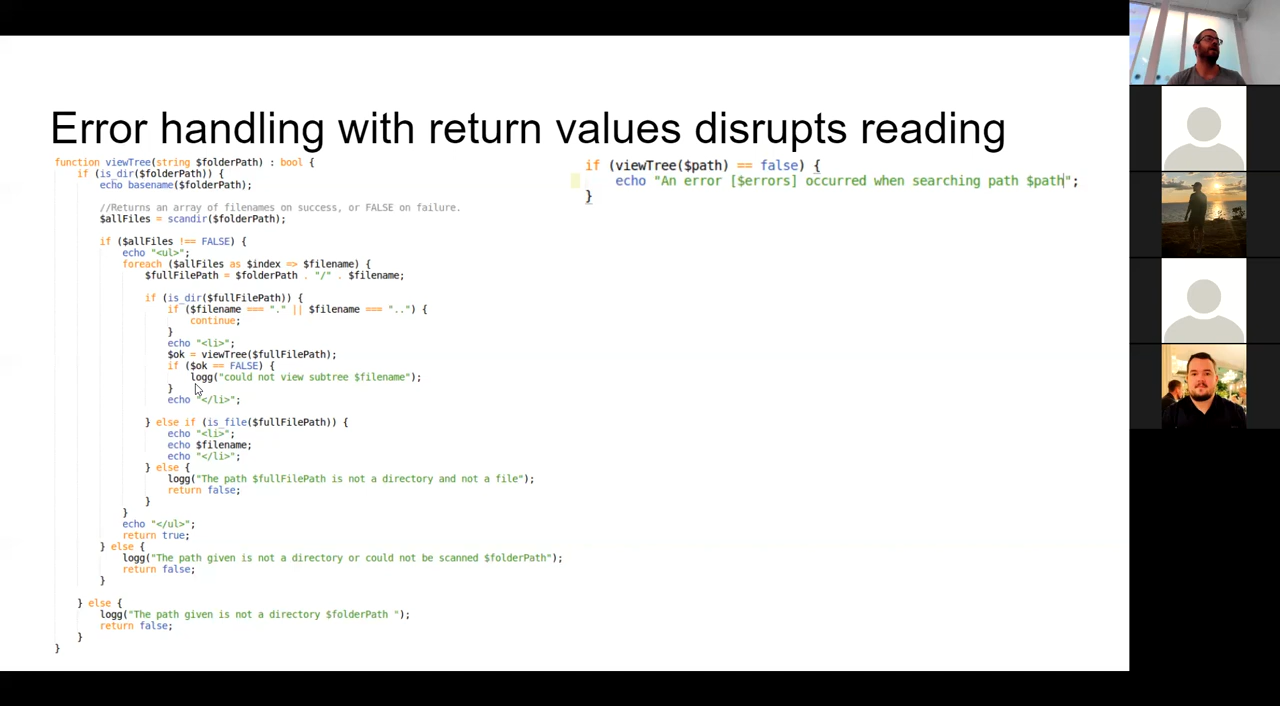 Error handling with return values disrupts reading
function viewTree(string $folderPath) : bool {
if (is_dir($folderPath)) {
echo basename($folderPath);
//Returns an array of filenames on success, or FALSE on failure.
$allFiles = scandir($folderPath);
if ($allFiles !== FALSE) {
echo "<ul>";
foreach ($allFiles as $index => $filename) {
$fullFilePath = $folderPath . "/" . $filename;
if (is_dir($fullFilePath)) {
if ($filename === "." || $filename === "..") {
continue;
}
echo "<li>";
$ok = viewTree($fullFilePath);
if ($ok == FALSE) {
logg("could not view subtree $filename");
}
echo "</li>";
} else if (is_file($fullFilePath)) {
echo "<li>";
echo $filename;
echo "</li>";
} else {
logg("The path $fullFilePath is not a directory and not a file");
return false;
}
}
echo "</ul>";
return true;
} else {
logg("The path given is not a directory or could not be scanned $folderPath");
return false;
}
} else {
logg("The path given is not a directory $folderPath ");
return false;
}
}
if (viewTree($path) == false) {
echo "An error [$errors] occurred when searching path $path";
}